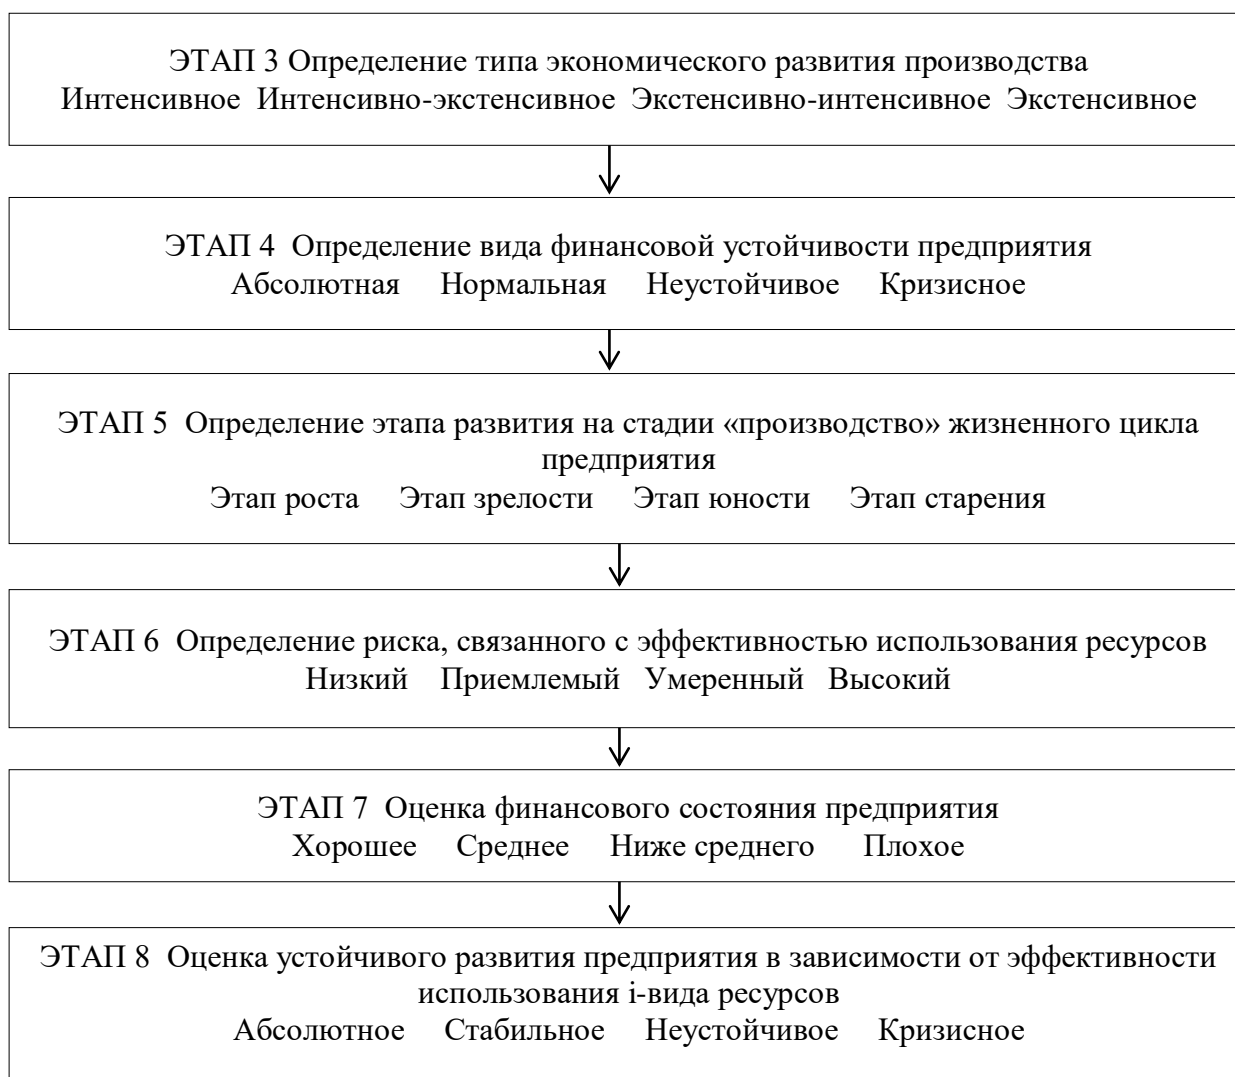 ЭТАП 3 Определение типа экономического развития производства
Интенсивное Интенсивно-экстенсивное Экстенсивно-интенсивное Экстенсивное
ЭТАП 4 Определение вида финансовой устойчивости предприятия
Абсолютная Нормальная Неустойчивое Кризисное
ЭТАП 5 Определение этапа развития на стадии «производство» жизненного цикла
предприятия
Этап роста Этап зрелости Этап юности Этап старения
ЭТАП 6 Определение риска, связанного с эффективностью использования ресурсов
Низкий Приемлемый Умеренный Высокий
ЭТАП 7 Оценка финансового состояния предприятия
Хорошее Среднее Ниже среднего Плохое
ЭТАП 8 Оценка устойчивого развития предприятия в зависимости от эффективности
использования i-вида ресурсов
Абсолютное Стабильное Неустойчивое Кризисное